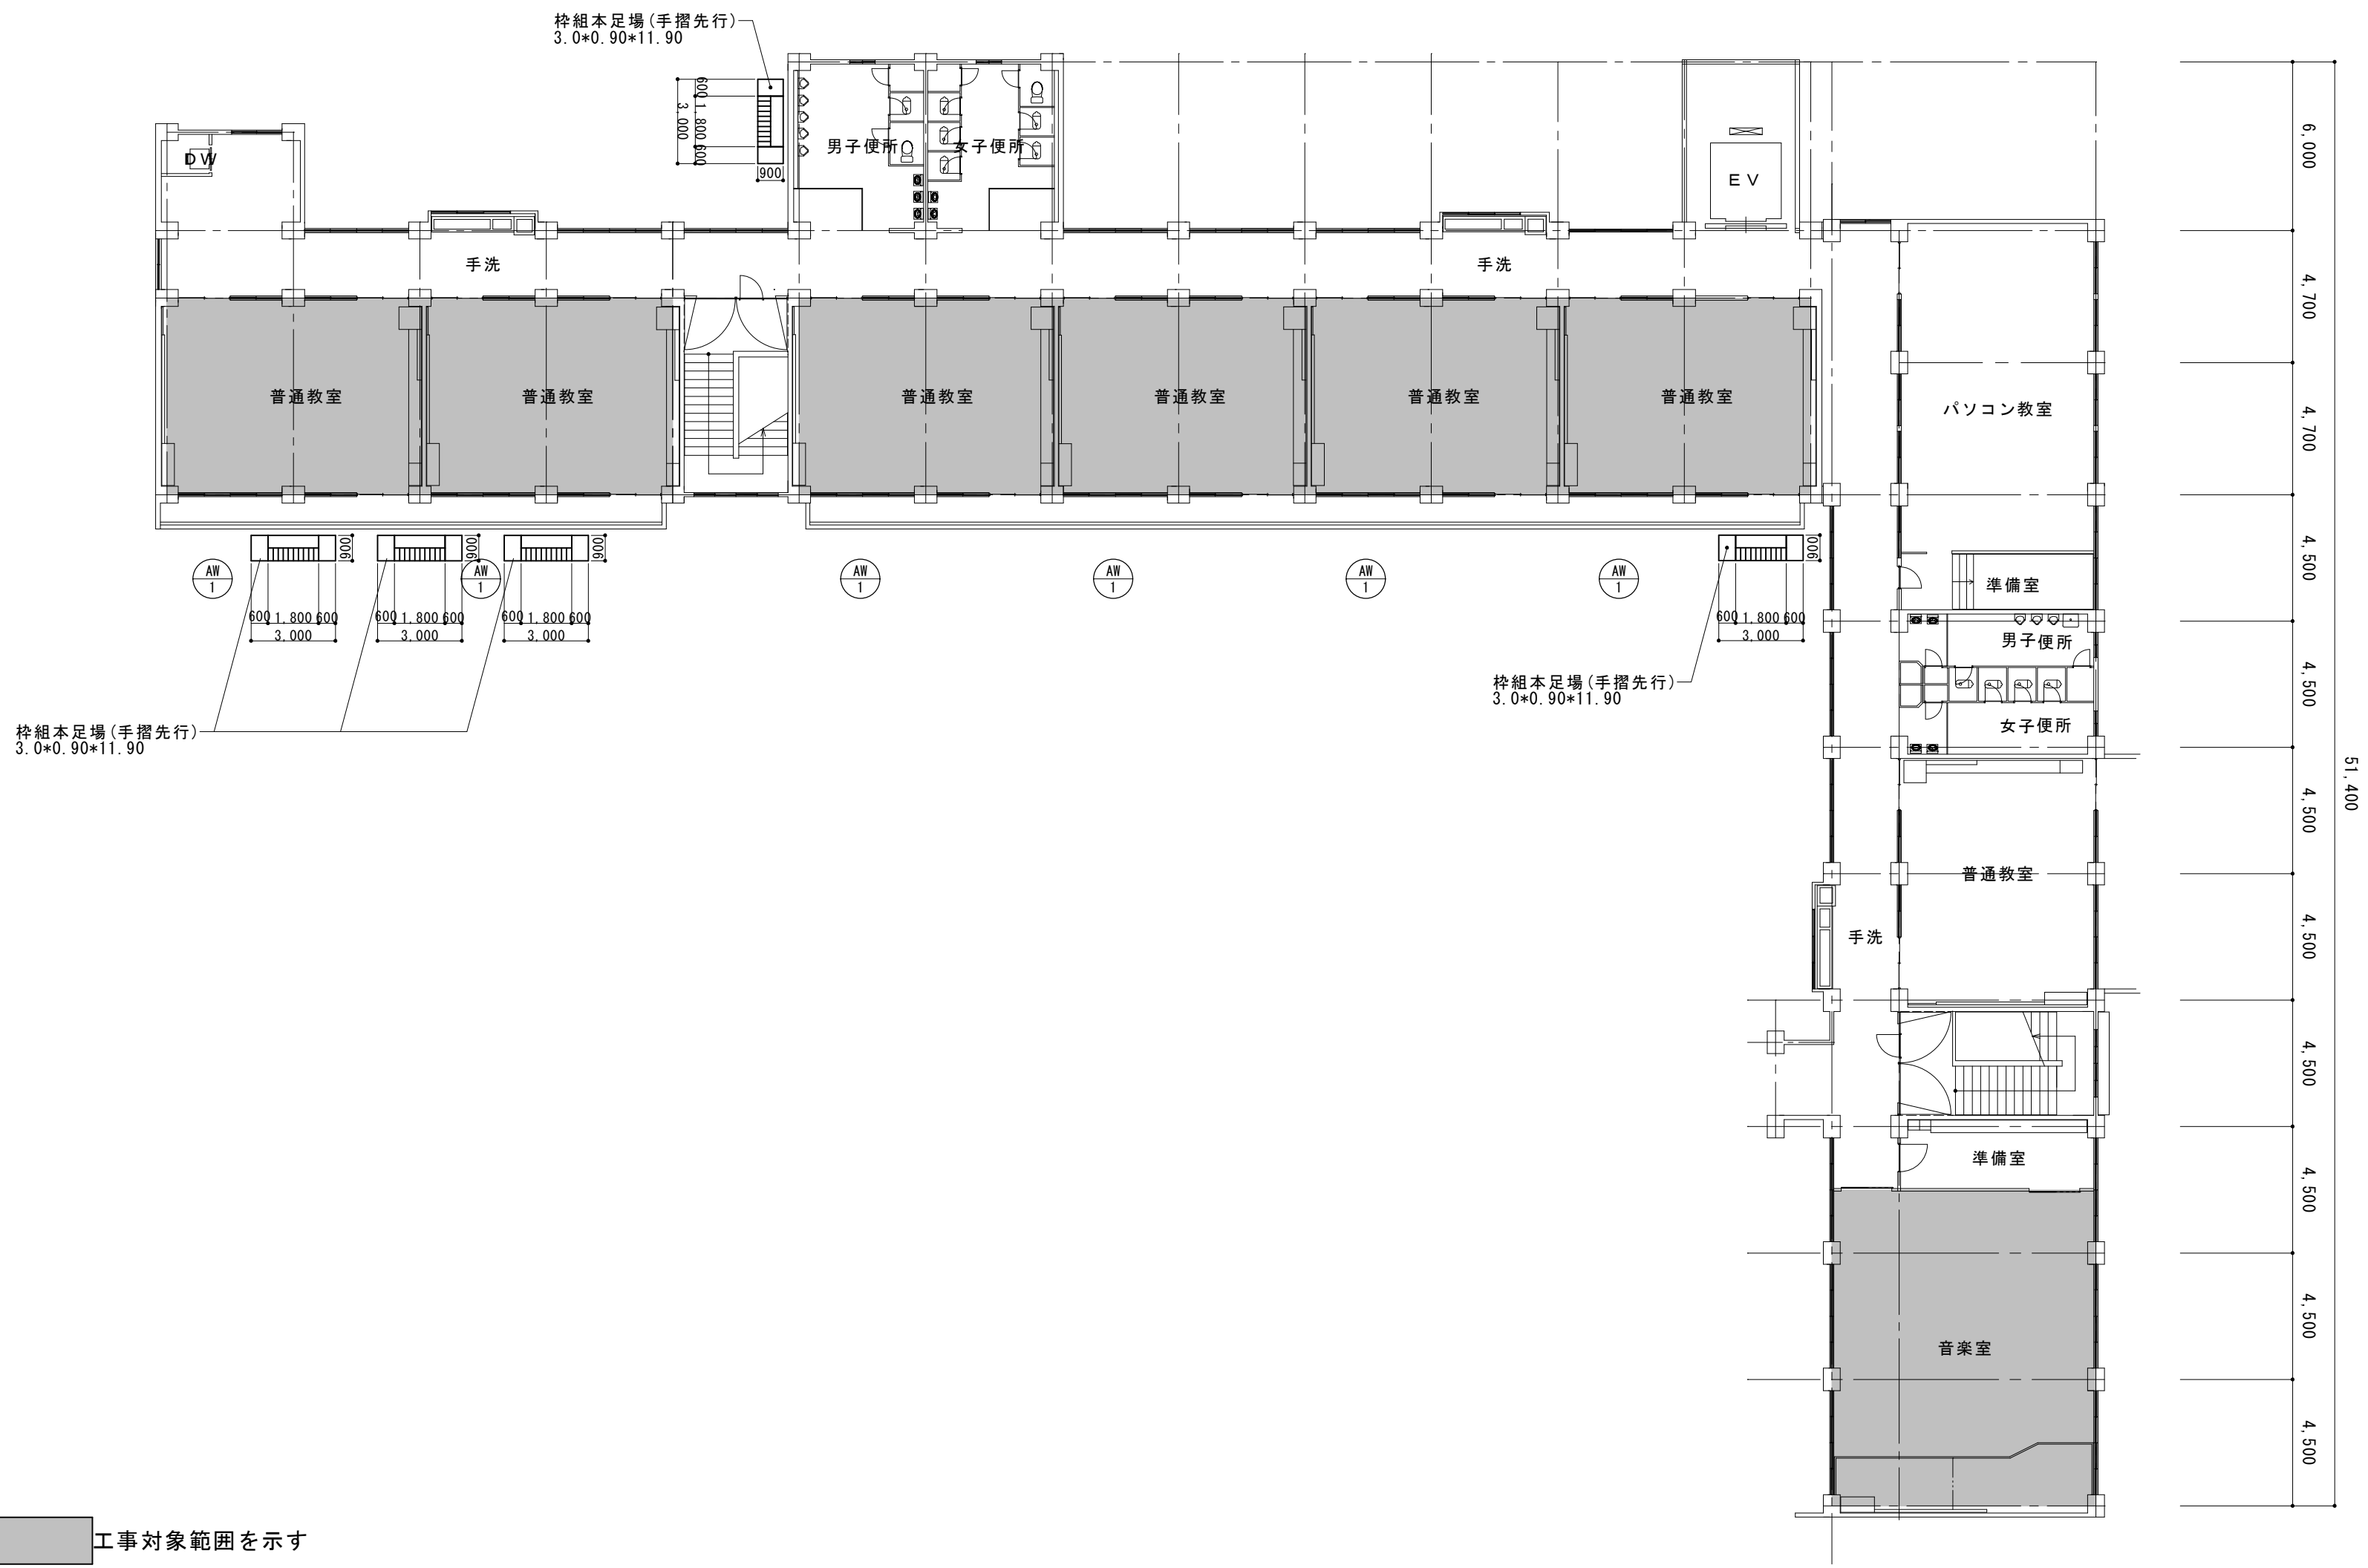 枠組本足場(手摺先行)
3.0*0.90*11.90
600
1,800
600
3,000
900
男子便所
女子便所
DW
EV
手洗
手洗
普通教室
普通教室
普通教室
普通教室
普通教室
普通教室
パソコン教室
準備室
男子便所
女子便所
普通教室
手洗
準備室
音楽室
AW
1
AW
1
AW
1
AW
1
AW
1
AW
1
900
900
900
900
600 1,800 600
3,000
600 1,800 600
3,000
600 1,800 600
3,000
600 1,800 600
3,000
枠組本足場(手摺先行)
3.0*0.90*11.90
枠組本足場(手摺先行)
3.0*0.90*11.90
6,000
4,700
4,700
4,500
4,500
4,500
4,500
4,500
4,500
4,500
4,500
51,400
工事対象範囲を示す